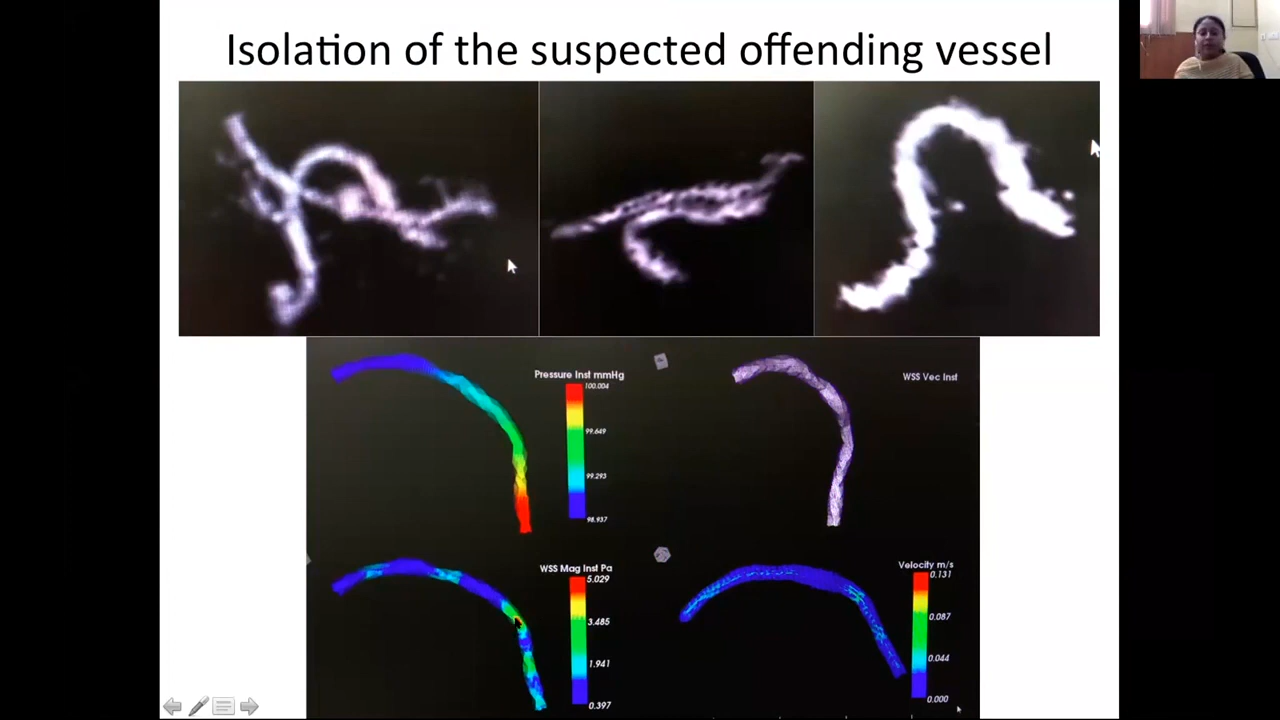 Isolation of the suspected offending vessel
Pressure Inst mmHg
100.004
99.649
99.293
98.937
WSS Vec Inst
WSS Mag Inst Pa
5.029
3.485
1.941
0.397
Velocity m/s
0.131
0.087
0.044
0.000